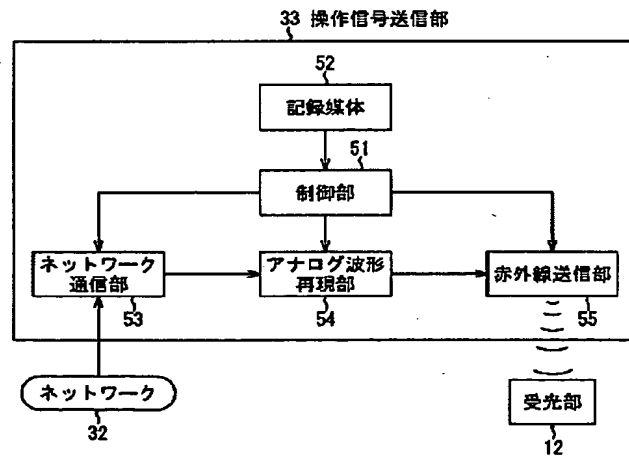 33 操作信号送信部
52
記録媒体
51
制御部
ネットワーク
通信部
53
アナログ波形
再現部
54
赤外線送信部
55
ネットワーク
32
受光部
12